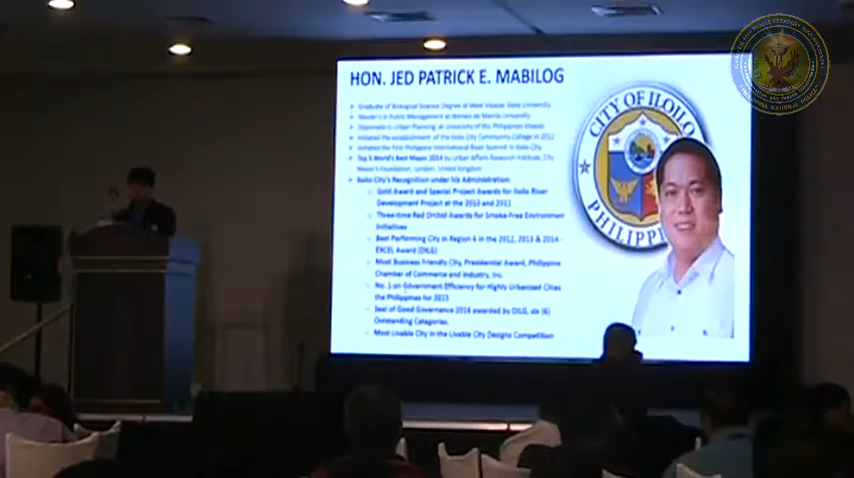 HON. JED PATRICK E. MABILOG
Graduate of Biological Science Degree at West Visayas State University
Master's in Public Management at Ateneo de Manila University
Diplomate in Urban Planning at University of the Philippines Visayas
Initiated the establishment of the Iloilo City Community College in 2011
Initiated the First Philippine International River Summit in Iloilo City
Top 5 World's Best Mayor 2014 by Urban Affairs Research Institute, City
Mayor's Foundation, London, United Kingdom
Iloilo City's Recognition under his Administration:
Gold Award and Special Project Awards for Iloilo River
Development Project at the 2010 and 2011
Three-time Red Orchid Awards for Smoke-Free Environment
Initiatives
Best Performing City in Region 6 in the 2012, 2013 & 2014 -
EXCEL Award (DILG)
Most Business Friendly City, Presidential Award, Philippine
Chamber of Commerce and Industry, Inc.
No. 1 on Government Efficiency for Highly Urbanized Cities
the Philippines for 2015
Seal of Good Governance 2016 awarded by DILG, six (6)
Outstanding Categories.
Most Livable City in the Livable City Designs Competition
CITY OF ILOILO
PHILIPPI
PHILIPPINE NATIONAL POLICE